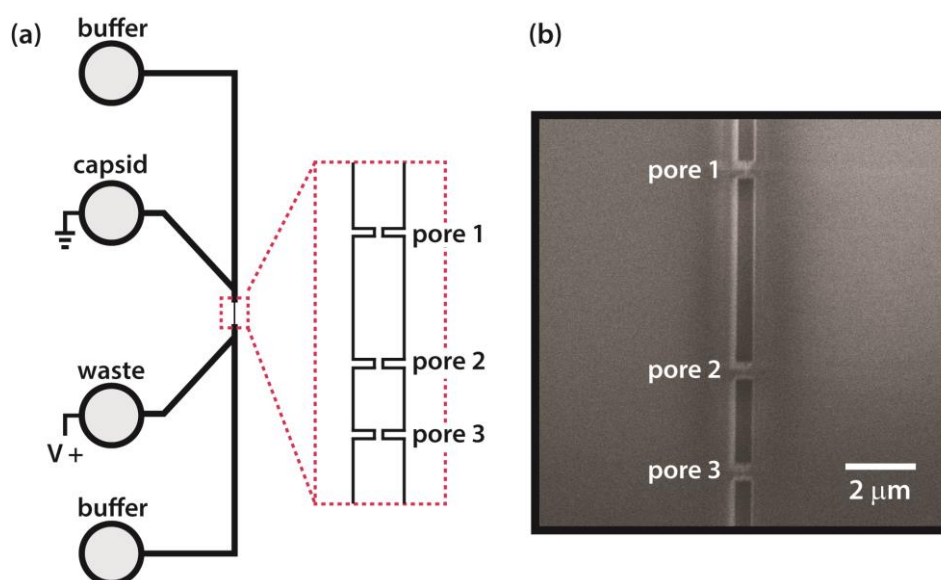 (a)
buffer
capsid
waste
V +
buffer
pore 1
pore 2
pore 3
(b)
pore 1
pore 2
pore 3
2 μm